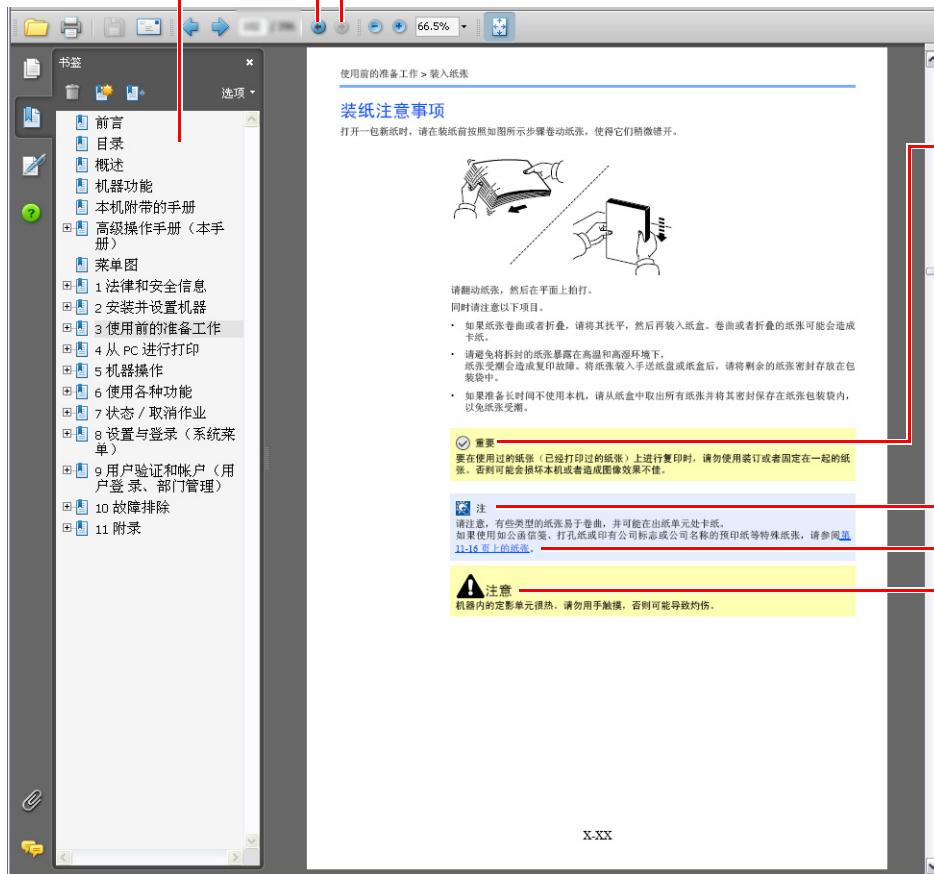 66.5%
书签
选项
前言
目录
概述
机器功能
本机附带的手册
高级操作手册（本手
册）
菜单图
1 法律和安全信息
2 安装并设置机器
3 使用前的准备工作
4 从 PC 进行打印
5 机器操作
6 使用各种功能
7 状态 / 取消作业
8 设置与登录（系统菜
单）
9 用户验证和帐户（用
户登 录、部门管理）
10 故障排除
11 附录
使用前的准备工作 > 装入纸张
装纸注意事项
打开一包新纸时，请在装纸前按照如图所示步骤卷动纸张，使得它们稍微错开。
请翻动纸张，然后在平面上拍打。
同时请注意以下项目。
• 如果纸张卷曲或者折叠，请将其抚平，然后再装入纸盒。卷曲或者折叠的纸张可能会造成
卡纸。
• 请避免将拆封的纸张暴露在高温和高湿环境下。
纸张受潮会造成复印故障。将纸张装入手送纸盘或纸盒后，请将剩余的纸张密封存放在包
装袋中。
• 如果准备长时间不使用本机，请从纸盒中取出所有纸张并将其密封保存在纸张包装袋内，
以免纸张受潮。
重要
要在使用过的纸张（已经打印过的纸张）上进行复印时，请勿使用装订或者固定在一起的纸
张。否则可能会损坏本机或者造成图像效果不佳。
注
请注意，有些类型的纸张易于卷曲，并可能在出纸单元处卡纸。
如果使用如公函信笺、打孔纸或印有公司标志或公司名称的预印纸等特殊纸张，请参阅第
11-16 页上的纸张。
注意
机器内的定影单元很热。请勿用手触摸，否则可能导致灼伤。
X-XX